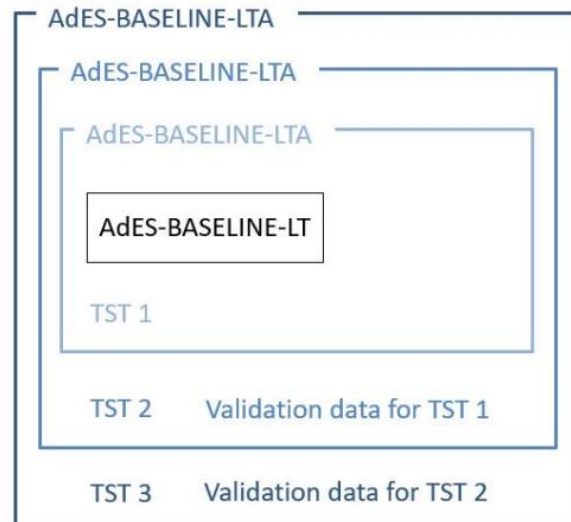 AdES-BASELINE-LTA
AdES-BASELINE-LTA
AdES-BASELINE-LTA
AdES-BASELINE-LT
TST 1
TST 2 Validation data for TST 1
TST 3 Validation data for TST 2